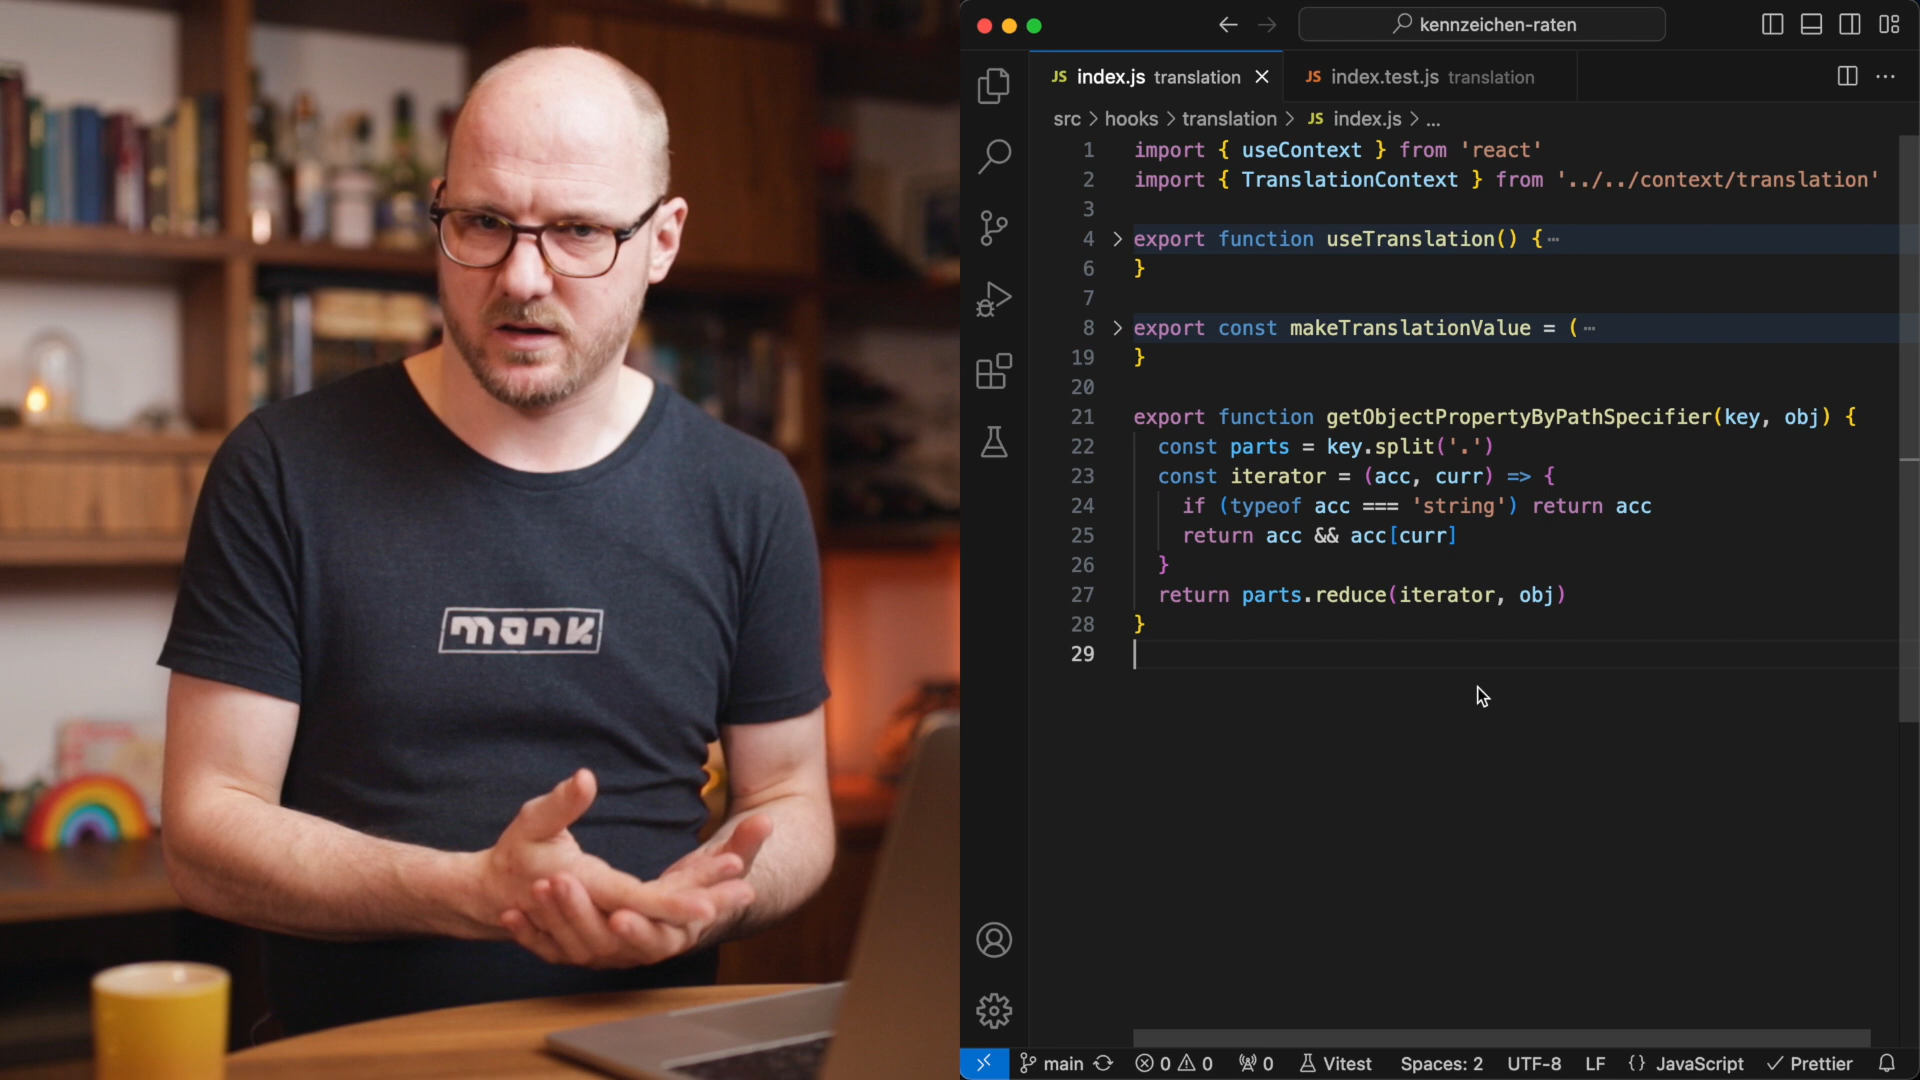 monk
kennzeichen-raten
JS index.js translation JS index.test.js translation
src > hooks > translation > JS index.js > ...
1 import { useContext } from 'react'
2 import { TranslationContext } from '../../context/translation'
3
4 export function useTranslation() {⋯
6 }
7
8 export const makeTranslationValue = ( ⋯
19 }
20
21 export function getObjectPropertyByPathSpecifier(key, obj) {
22 const parts = key.split('.')
23 const iterator = (acc, curr) => {
24 if (typeof acc === 'string') return acc
25 return acc && acc[curr]
26 }
27 return parts.reduce(iterator, obj)
28 }
29
main 0 0 0 Vitest Spaces: 2 UTF-8 LF {} JavaScript Prettier